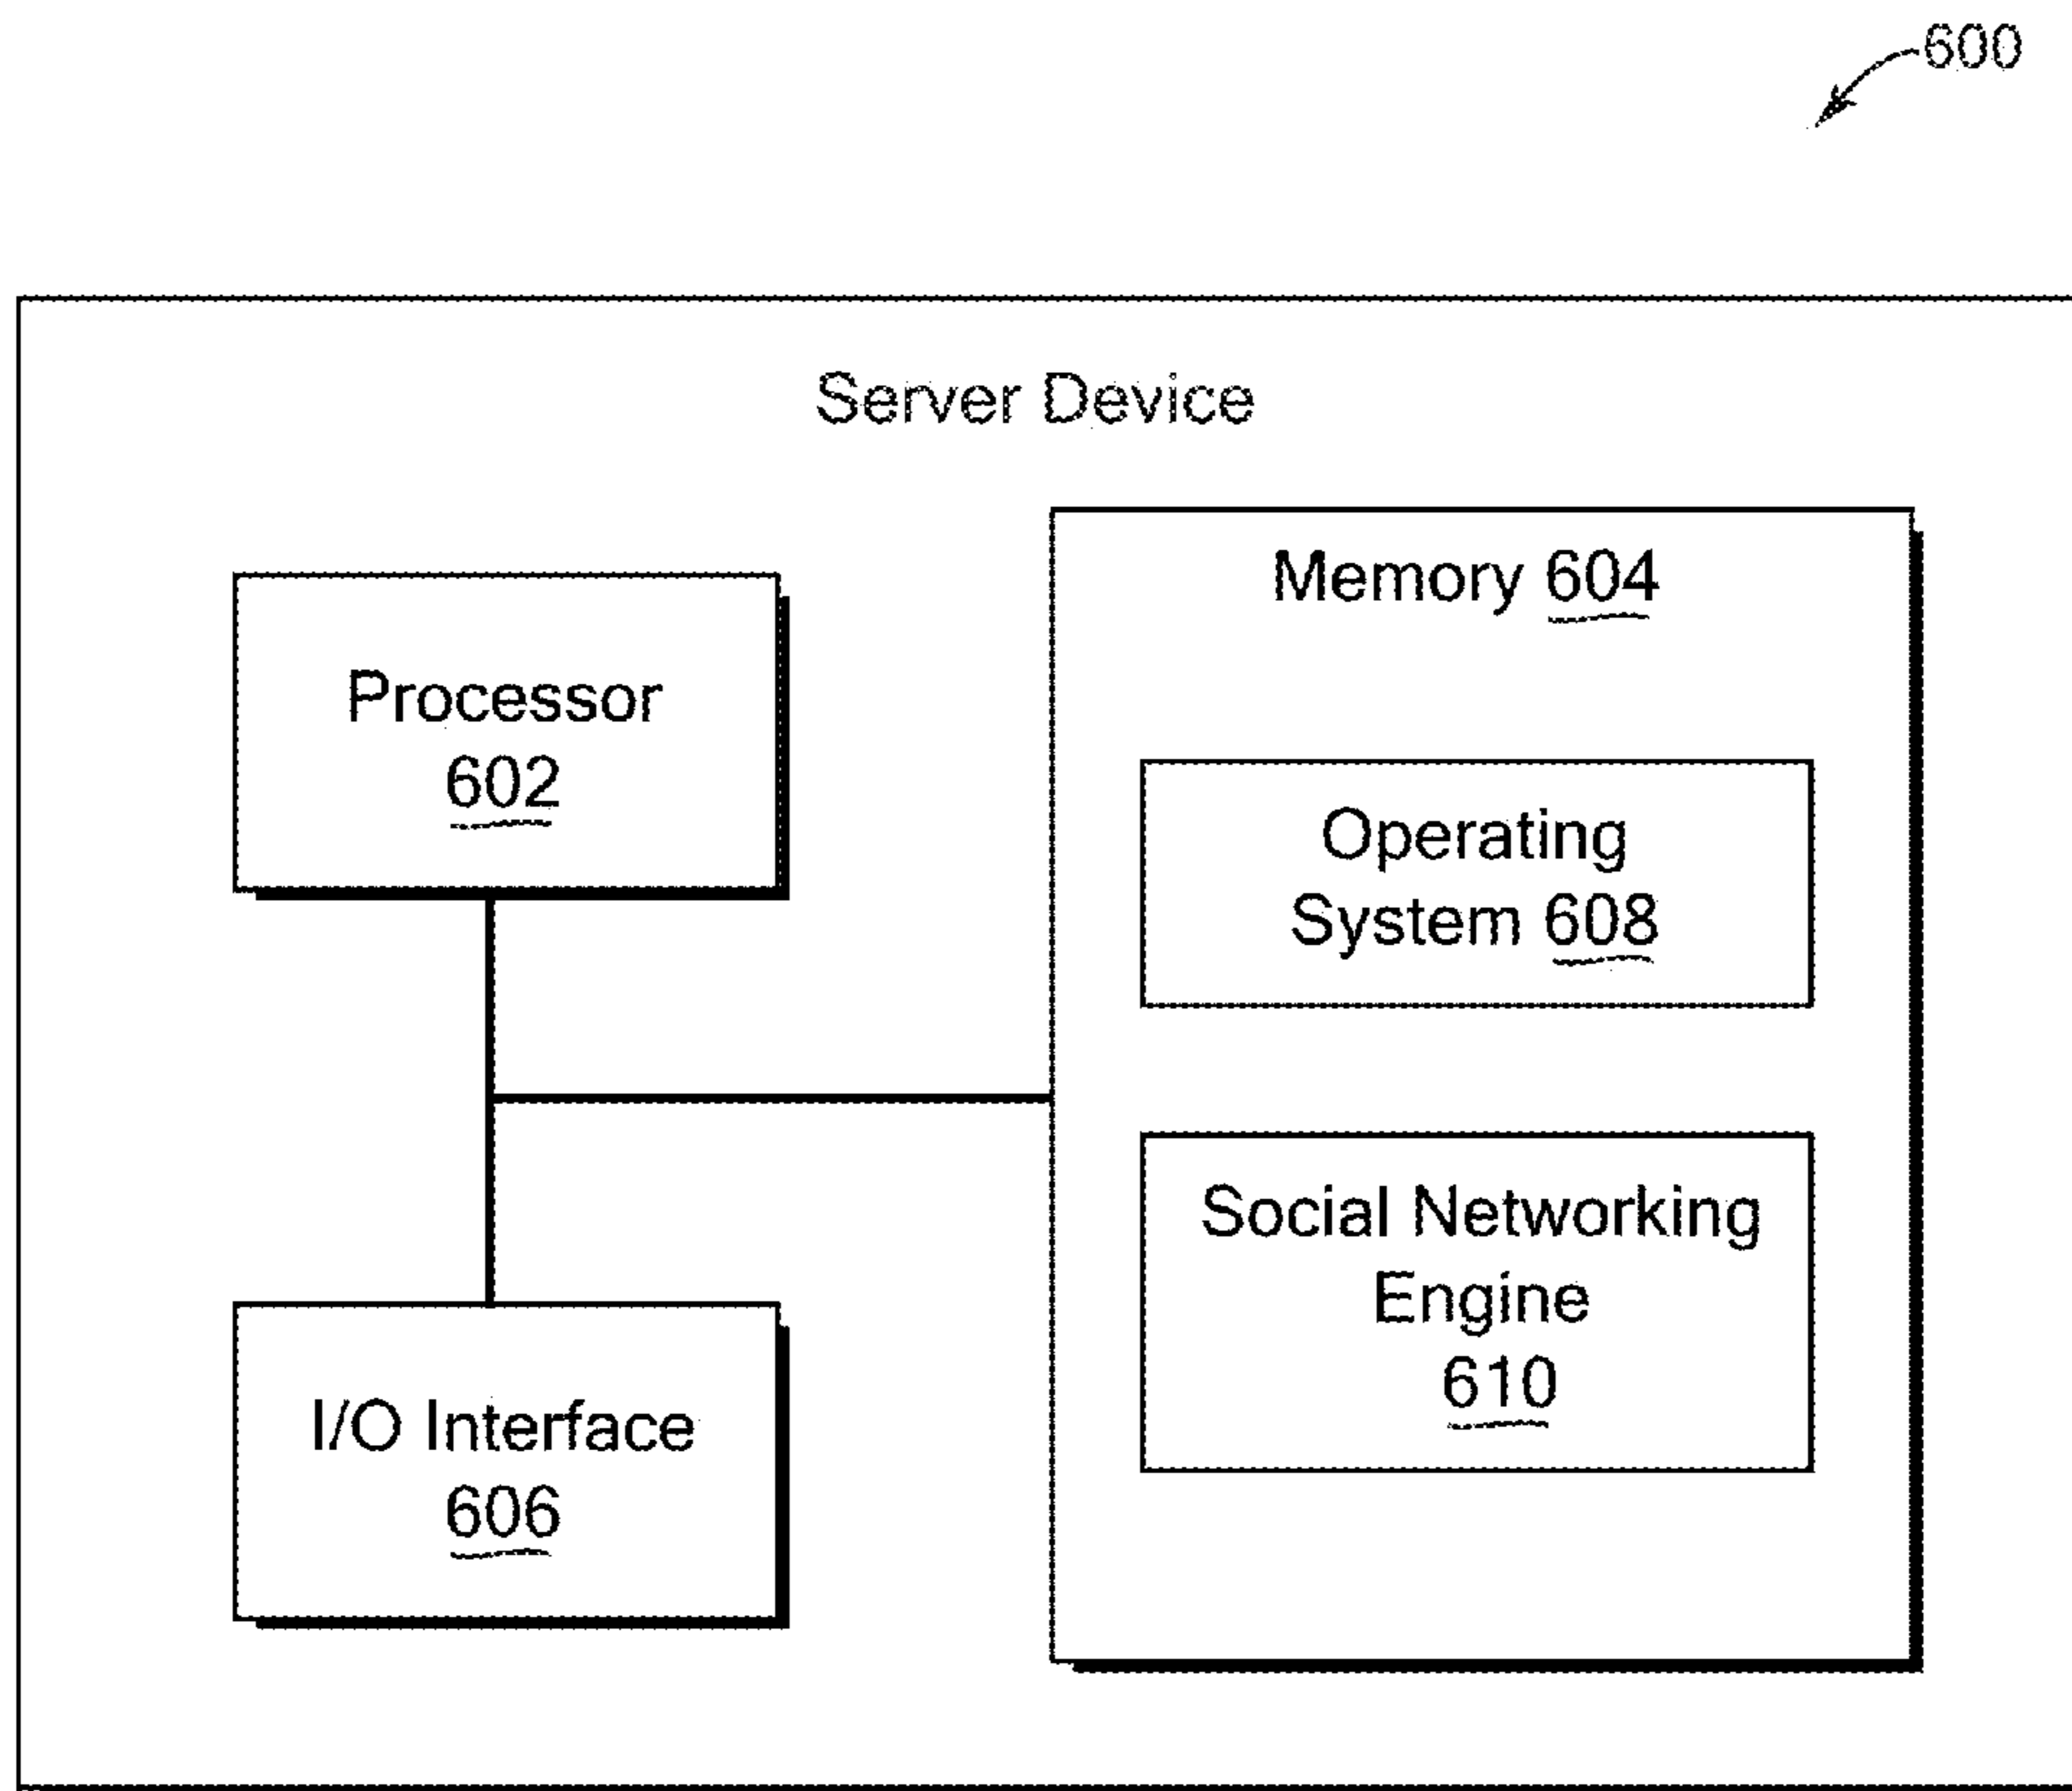 600
Server Device
Processor
602
I/O Interface
606
Memory 604
Operating
System 608
Social Networking
Engine
610